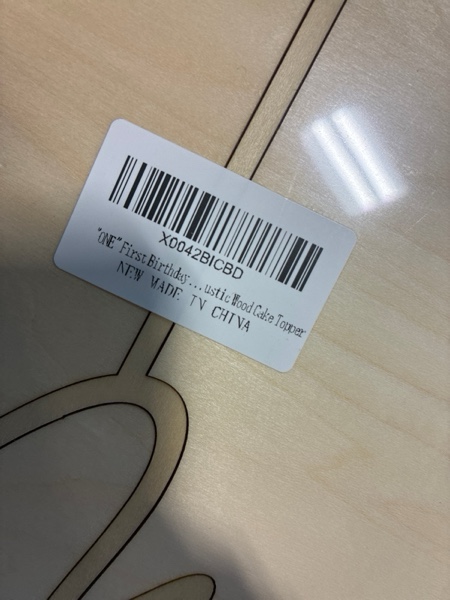 X0042BICBD
"ONE" First Birthday...ustic Wood Cake Topper
NEW MADE IN CHINA